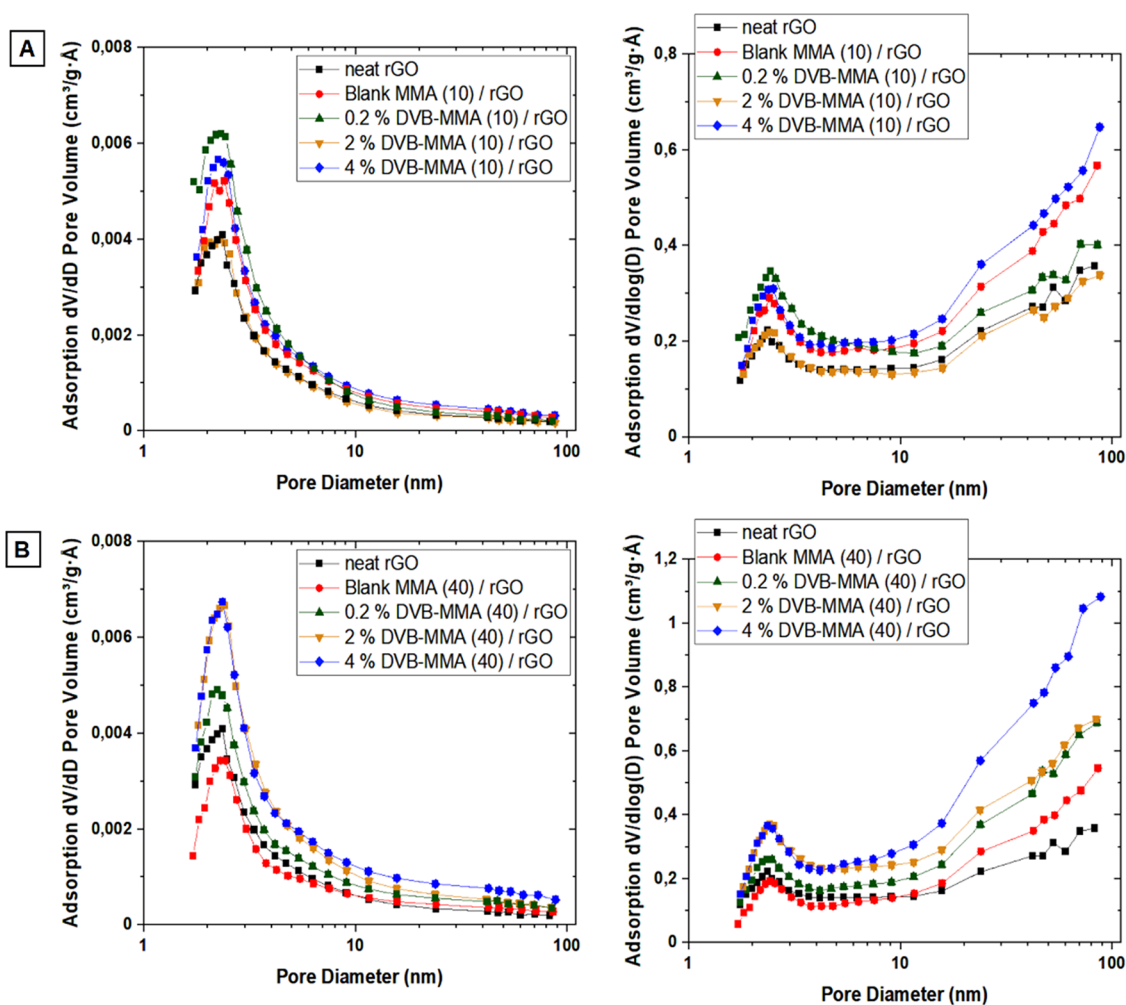 A
Adsorption dV/dD Pore Volume (cm³/g·Å)
0,008
0,006
0,004
0,002
0
1
10
100
Pore Diameter (nm)
neat rGO
Blank MMA (10) / rGO
0.2 % DVB-MMA (10) / rGO
2 % DVB-MMA (10) / rGO
4 % DVB-MMA (10) / rGO
Adsorption dV/dlog(D) Pore Volume (cm³/g·Å)
0,8
0,6
0,4
0,2
0
1
10
100
Pore Diameter (nm)
neat rGO
Blank MMA (10) / rGO
0.2 % DVB-MMA (10) / rGO
2 % DVB-MMA (10) / rGO
4 % DVB-MMA (10) / rGO
B
Adsorption dV/dD Pore Volume (cm³/g·Å)
0,008
0,006
0,004
0,002
0
1
10
100
Pore Diameter (nm)
neat rGO
Blank MMA (40) / rGO
0.2 % DVB-MMA (40) / rGO
2 % DVB-MMA (40) / rGO
4 % DVB-MMA (40) / rGO
Adsorption dV/dlog(D) Pore Volume (cm³/g·Å)
1,2
1
0,8
0,6
0,4
0,2
0
1
10
100
Pore Diameter (nm)
neat rGO
Blank MMA (40) / rGO
0.2 % DVB-MMA (40) / rGO
2 % DVB-MMA (40) / rGO
4 % DVB-MMA (40) / rGO